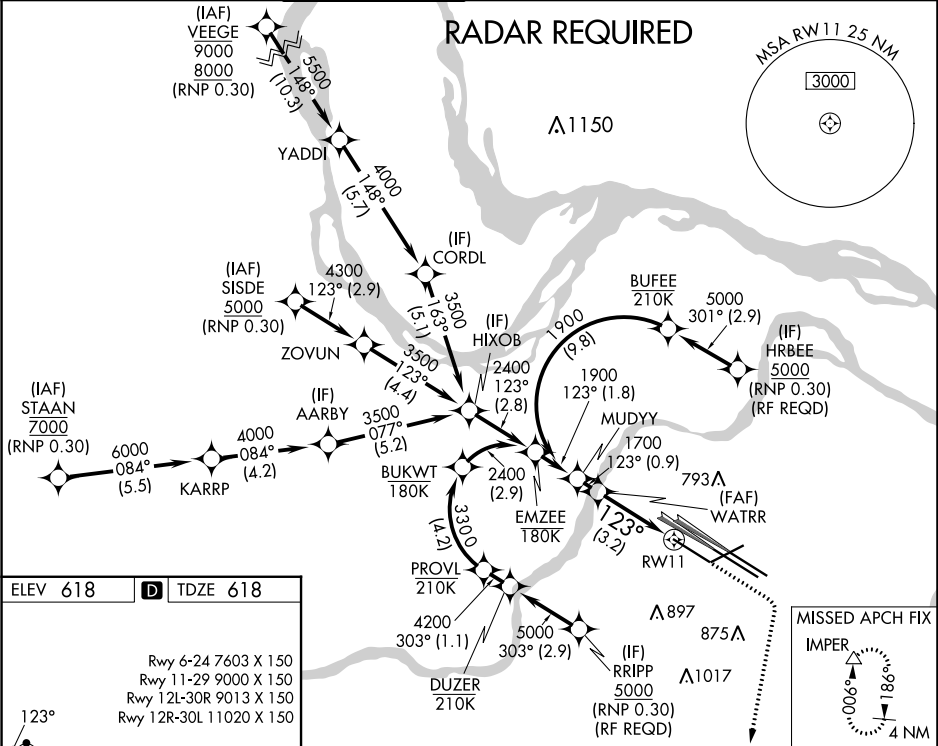 RADAR REQUIRED
MSA RW11 25 NM
3000
(IAF)
VEEGE
9000
8000
(RNP 0.30)
5500
148°
(10.3)
YADDI
1150
4000
148°
(5.7)
(IF)
CORDL
3500
163°
(5.1)
(IAF)
SISDE
5000
(RNP 0.30)
4300
123° (2.9)
ZOVUN
3500
123°
(4.4)
(IF)
HIXOB
2400
123°
(2.8)
BUFEE
210K
5000
301° (2.9)
(IF)
HRBEE
5000
(RNP 0.30)
(RF REQD)
1900
(9.8)
1900
123° (1.8)
MUDYY
1700
123° (0.9)
793
(FAF)
WATRR
(IAF)
STAAN
7000
(RNP 0.30)
6000
084°
(5.5)
KARRP
4000
084°
(4.2)
(IF)
AARBY
3500
077°
(5.2)
BUKWT
180K
2400
(2.9)
EMZEE
180K
123°
(3.2)
RW11
3300
(4.2)
PROVL
210K
4200
303° (1.1)
DUZER
210K
5000
303° (2.9)
(IF)
RRIPP
5000
(RNP 0.30)
(RF REQD)
897
875
1017
ELEV 618
D
TDZE 618
Rwy 6-24 7603 X 150
Rwy 11-29 9000 X 150
Rwy 12L-30R 9013 X 150
Rwy 12R-30L 11020 X 150
123°
MISSED APCH FIX
IMPER
006°
186°
4 NM